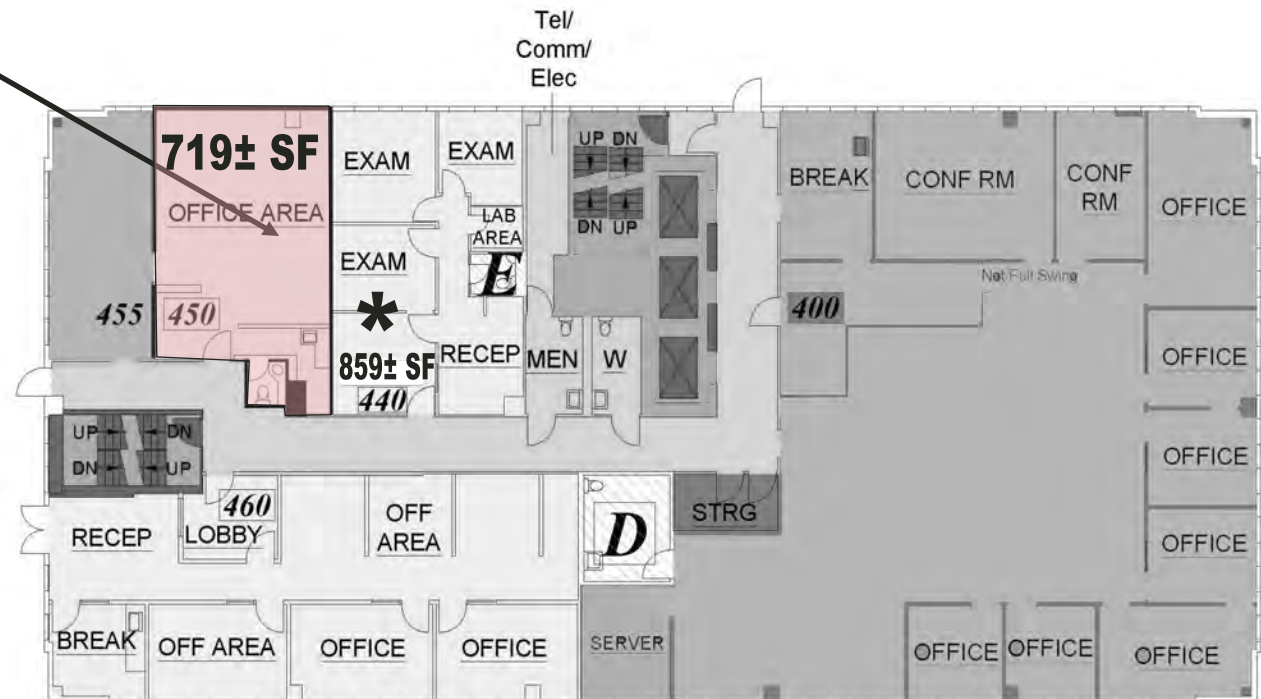 Tel/
Comm/
Elec
719± SF
OFFICE AREA
455
450
EXAM
EXAM
LAB
AREA
EXAM
E
*
859± SF
440
RECEP
MEN
W
UP DN
DN UP
BREAK
CONF RM
CONF
RM
OFFICE
Not Full Swing
400
OFFICE
OFFICE
OFFICE
UP DN
DN UP
460
RECEP
LOBBY
OFF
AREA
D
STRG
BREAK
OFF AREA
OFFICE
OFFICE
SERVER
OFFICE
OFFICE
OFFICE